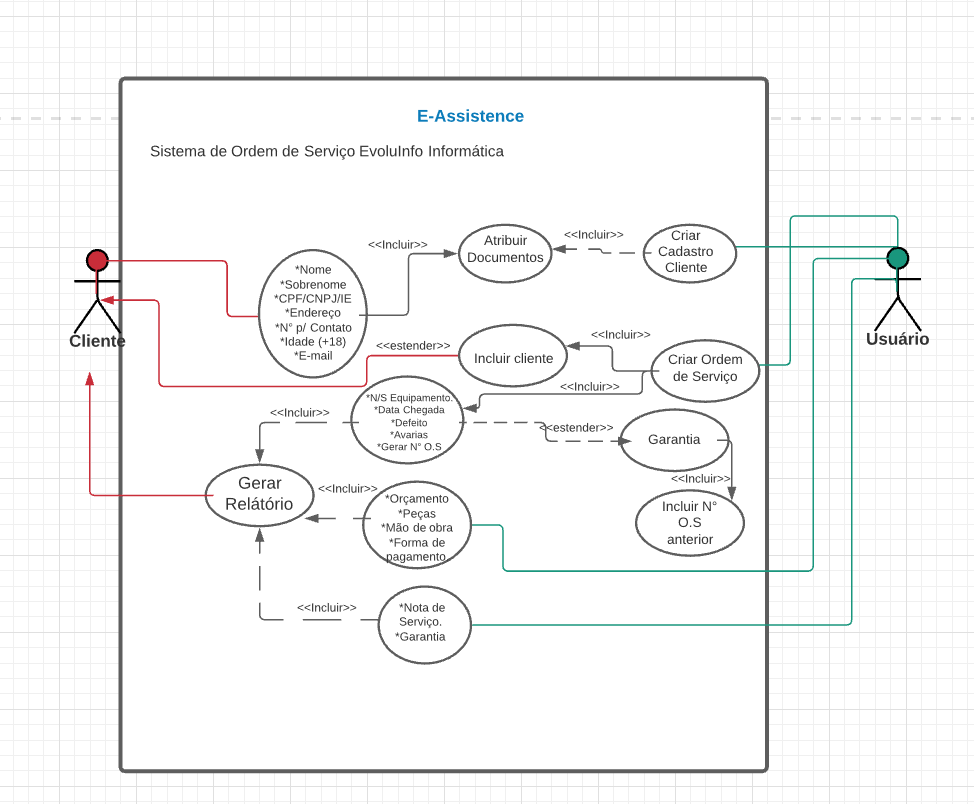 E-Assistence
Sistema de Ordem de Serviço EvoluInfo Informática
Cliente
Usuário
*Nome
*Sobrenome
*CPF/CNPJ/IE
*Endereço
*N° p/ Contato
*Idade (+18)
*E-mail
<<Incluir>>
Atribuir
Documentos
<<Incluir>>
Criar
Cadastro
Cliente
<<estender>>
Incluir cliente
<<Incluir>>
Criar Ordem
de Serviço
<<Incluir>>
*N/S Equipamento.
*Data Chegada
*Defeito
*Avarias
*Gerar N° O.S
<<Incluir>>
<<estender>>
Garantia
<<Incluir>>
Incluir N°
O.S
anterior
Gerar
Relatório
<<Incluir>>
*Orçamento
*Peças
*Mão de obra
*Forma de
pagamento
<<Incluir>>
*Nota de
Serviço.
*Garantia